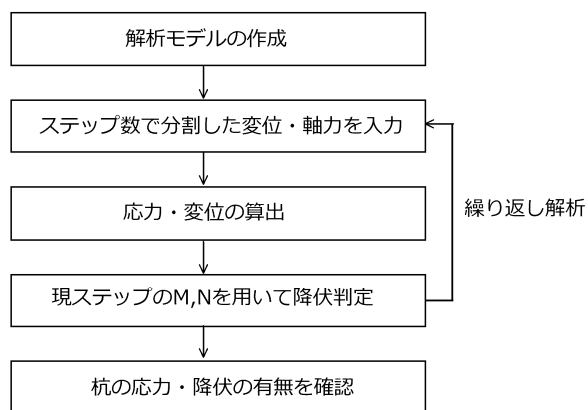 解析モデルの作成
ステップ数で分割した変位・軸力を入力
応力・変位の算出
繰り返し解析
現ステップのM,Nを用いて降伏判定
杭の応力・降伏の有無を確認